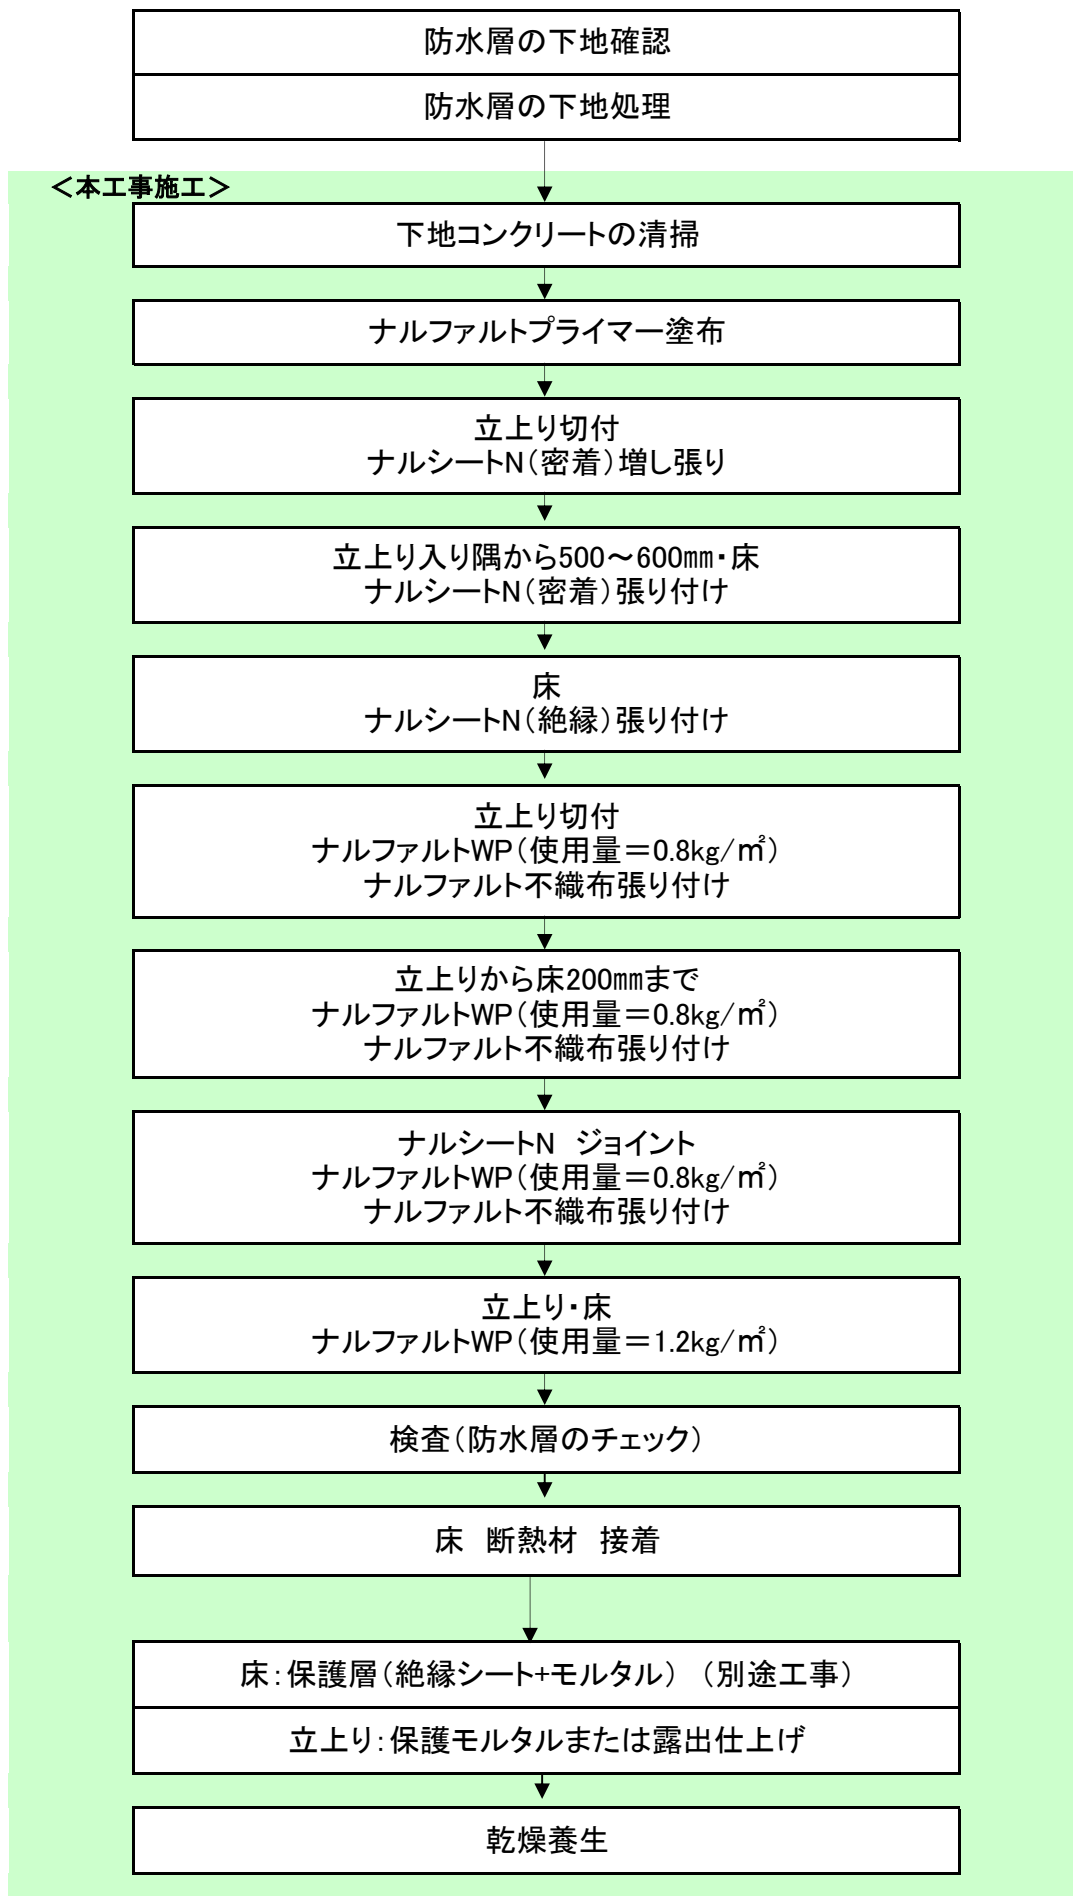 防水層の下地確認
防水層の下地処理
＜本工事施工＞
下地コンクリートの清掃
ナルファルトプライマー塗布
立上り切付
ナルシートN（密着）増し張り
立上り入り隅から500～600㎜・床
ナルシートN（密着）張り付け
床
ナルシートN（絶縁）張り付け
立上り切付
ナルファルトWP（使用量＝0.8kg/㎡）
ナルファルト不織布張り付け
立上りから床200㎜まで
ナルファルトWP（使用量＝0.8kg/㎡）
ナルファルト不織布張り付け
ナルシートN　ジョイント
ナルファルトWP（使用量＝0.8kg/㎡）
ナルファルト不織布張り付け
立上り・床
ナルファルトWP（使用量＝1.2kg/㎡）
検査（防水層のチェック）
床　断熱材　接着
床：保護層（絶縁シート+モルタル）　（別途工事）
立上り：保護モルタルまたは露出仕上げ
乾燥養生